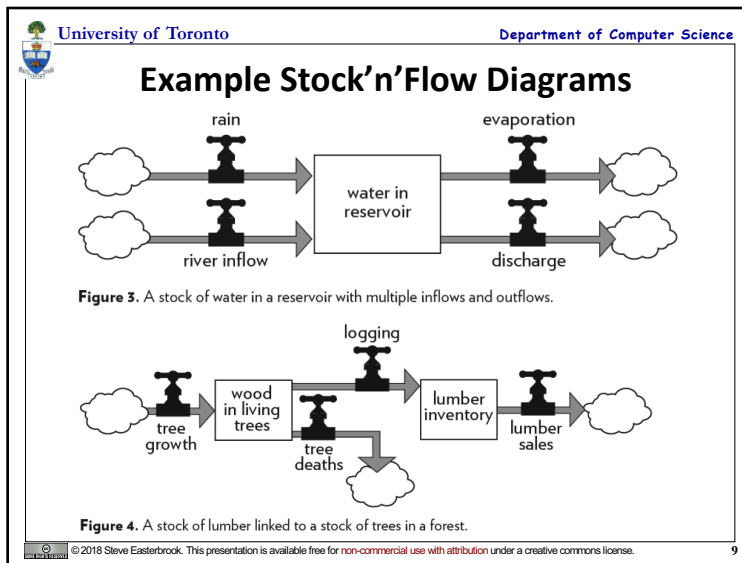 University of Toronto
Department of Computer Science
Example Stock'n'Flow Diagrams
rain
evaporation
water in
reservoir
river inflow
discharge
Figure 3. A stock of water in a reservoir with multiple inflows and outflows.
logging
wood
in living
trees
lumber
inventory
tree
growth
tree
deaths
lumber
sales
Figure 4. A stock of lumber linked to a stock of trees in a forest.
© 2018 Steve Easterbrook. This presentation is available free for non-commercial use with attribution under a creative commons license.
9